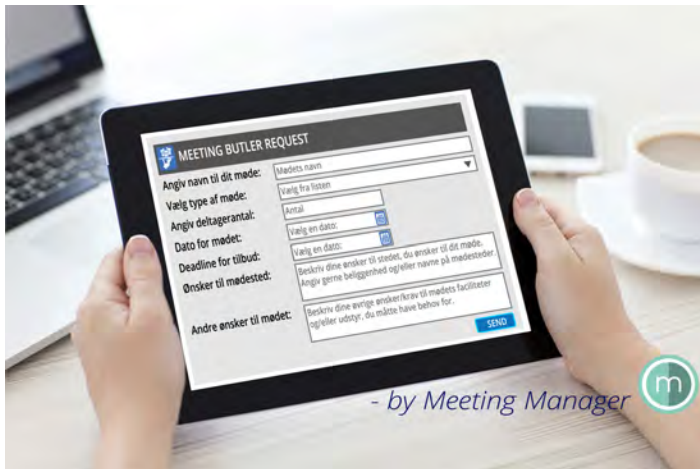 MEETING BUTLER REQUEST
Angiv navn til dit møde:
Mødets navn
Vælg type af møde:
Vælg fra listen
Angiv deltagerantal:
Antal
Dato for mødet:
Vælg en dato:
Deadline for tilbud:
Vælg en dato:
Ønsker til mødested:
Beskriv dine ønsker til stedet, du ønsker til dit møde.
Angiv gerne beliggenhed og/eller navne på mødesteder.
Andre ønsker til mødet:
Beskriv dine øvrige ønsker/krav til mødets faciliteter
og/eller udstyr, du måtte have behov for.
SEND
- by Meeting Manager
m